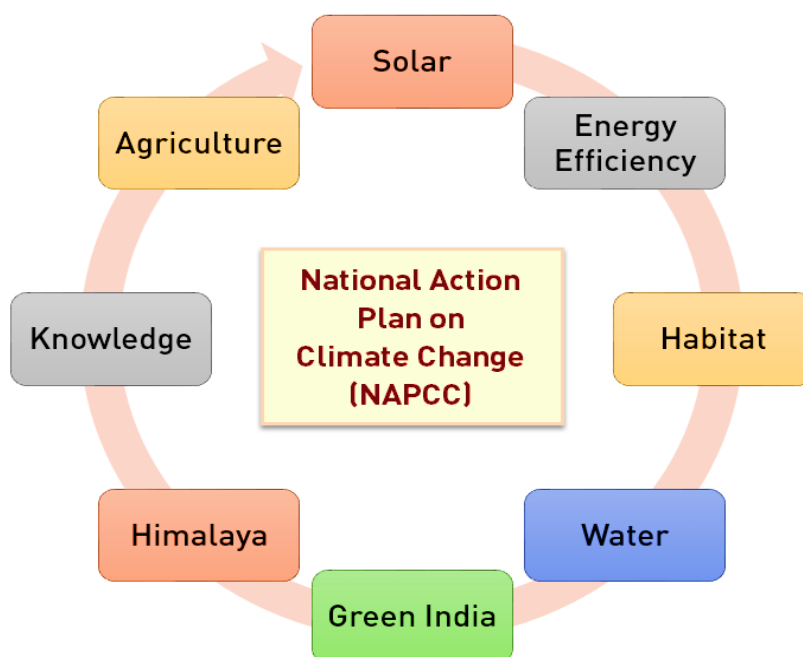 Solar
Energy
Efficiency
Habitat
Water
Green India
Himalaya
Knowledge
Agriculture
National Action
Plan on
Climate Change
(NAPCC)